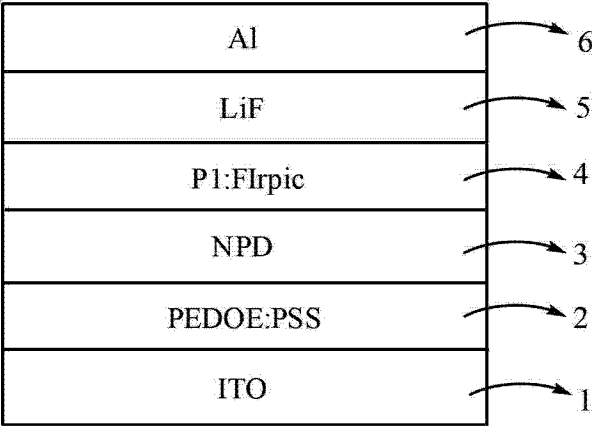 Al 6
LiF 5
P1:FIrpic 4
NPD 3
PEDOE:PSS 2
ITO 1